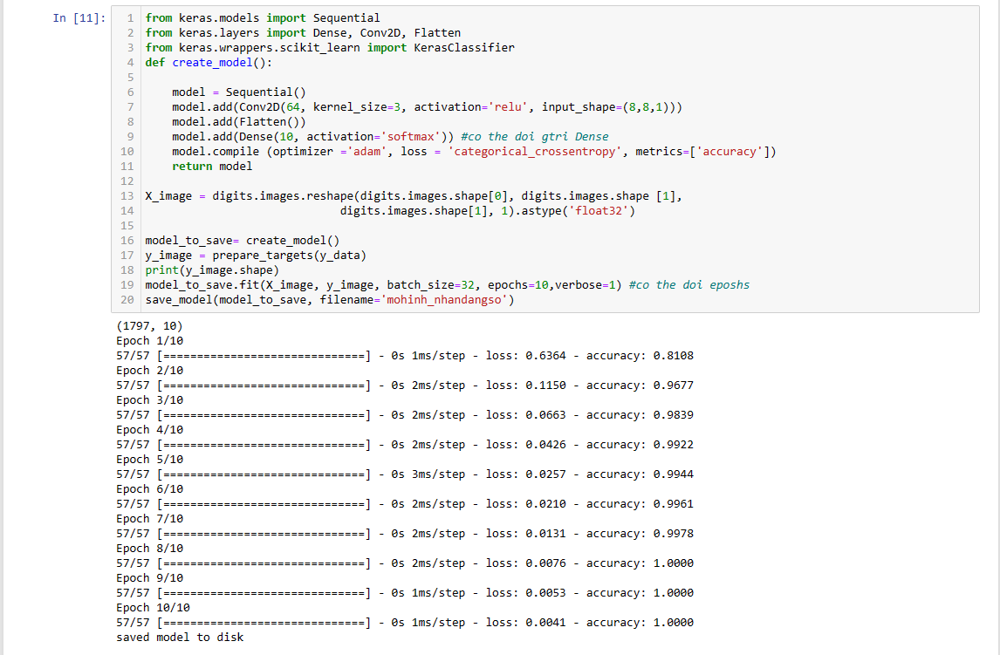 In [11]:
1 from keras.models import Sequential
2 from keras.layers import Dense, Conv2D, Flatten
3 from keras.wrappers.scikit_learn import KerasClassifier
4 def create_model():
5
6     model = Sequential()
7     model.add(Conv2D(64, kernel_size=3, activation='relu', input_shape=(8,8,1)))
8     model.add(Flatten())
9     model.add(Dense(10, activation='softmax')) #co the doi gtri Dense
10     model.compile (optimizer ='adam', loss = 'categorical_crossentropy', metrics=['accuracy'])
11     return model
12
13 X_image = digits.images.reshape(digits.images.shape[0], digits.images.shape [1],
14                              digits.images.shape[1], 1).astype('float32')
15
16 model_to_save= create_model()
17 y_image = prepare_targets(y_data)
18 print(y_image.shape)
19 model_to_save.fit(X_image, y_image, batch_size=32, epochs=10,verbose=1) #co the doi eposhs
20 save_model(model_to_save, filename='mohinh_nhandangso')
(1797, 10)
Epoch 1/10
57/57 [==============================] - 0s 1ms/step - loss: 0.6364 - accuracy: 0.8108
Epoch 2/10
57/57 [==============================] - 0s 2ms/step - loss: 0.1150 - accuracy: 0.9677
Epoch 3/10
57/57 [==============================] - 0s 2ms/step - loss: 0.0663 - accuracy: 0.9839
Epoch 4/10
57/57 [==============================] - 0s 2ms/step - loss: 0.0426 - accuracy: 0.9922
Epoch 5/10
57/57 [==============================] - 0s 3ms/step - loss: 0.0257 - accuracy: 0.9944
Epoch 6/10
57/57 [==============================] - 0s 2ms/step - loss: 0.0210 - accuracy: 0.9961
Epoch 7/10
57/57 [==============================] - 0s 2ms/step - loss: 0.0131 - accuracy: 0.9978
Epoch 8/10
57/57 [==============================] - 0s 2ms/step - loss: 0.0076 - accuracy: 1.0000
Epoch 9/10
57/57 [==============================] - 0s 1ms/step - loss: 0.0053 - accuracy: 1.0000
Epoch 10/10
57/57 [==============================] - 0s 1ms/step - loss: 0.0041 - accuracy: 1.0000
saved model to disk